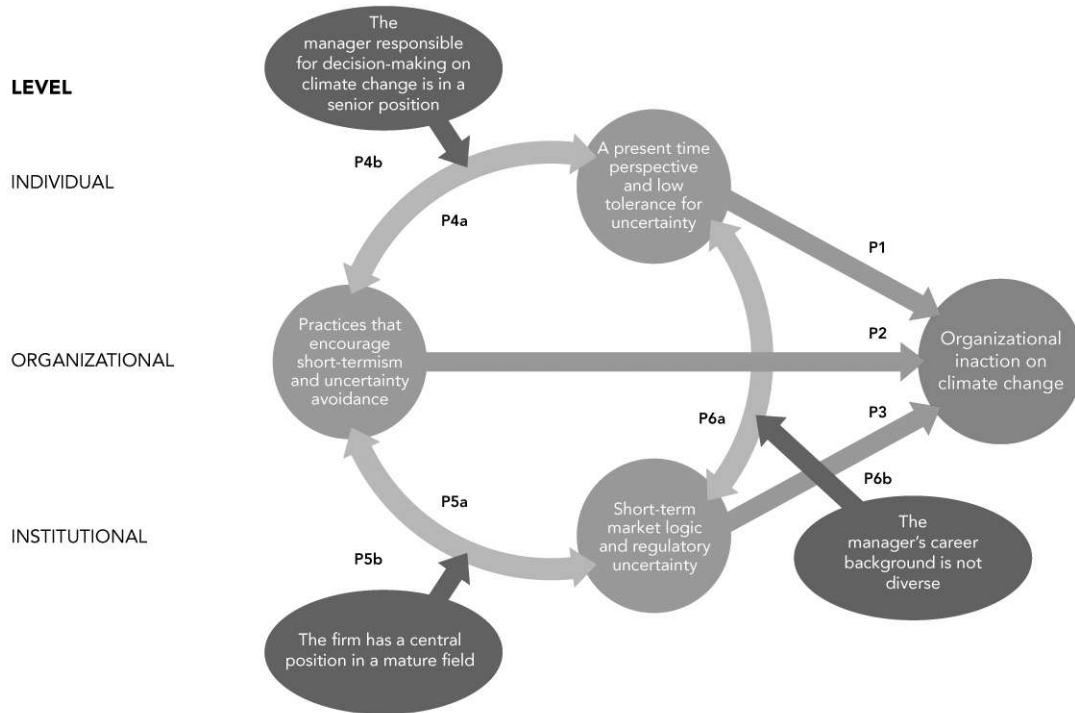 The
manager responsible
for decision-making on
climate change is in a
senior position
LEVEL
P4b
INDIVIDUAL
A present time
perspective
and low
tolerance for
uncertainty
P4a
P1
Practices that
encourage
short-termism
and uncertainty
avoidance
ORGANIZATIONAL
P2
Organizational
inaction on
climate change
P6a
P3
P5a
P6b
INSTITUTIONAL
Short-term
market logic
and regulatory
uncertainty
The
manager’s career
background is not
diverse
P5b
The firm has a central
position in a mature field